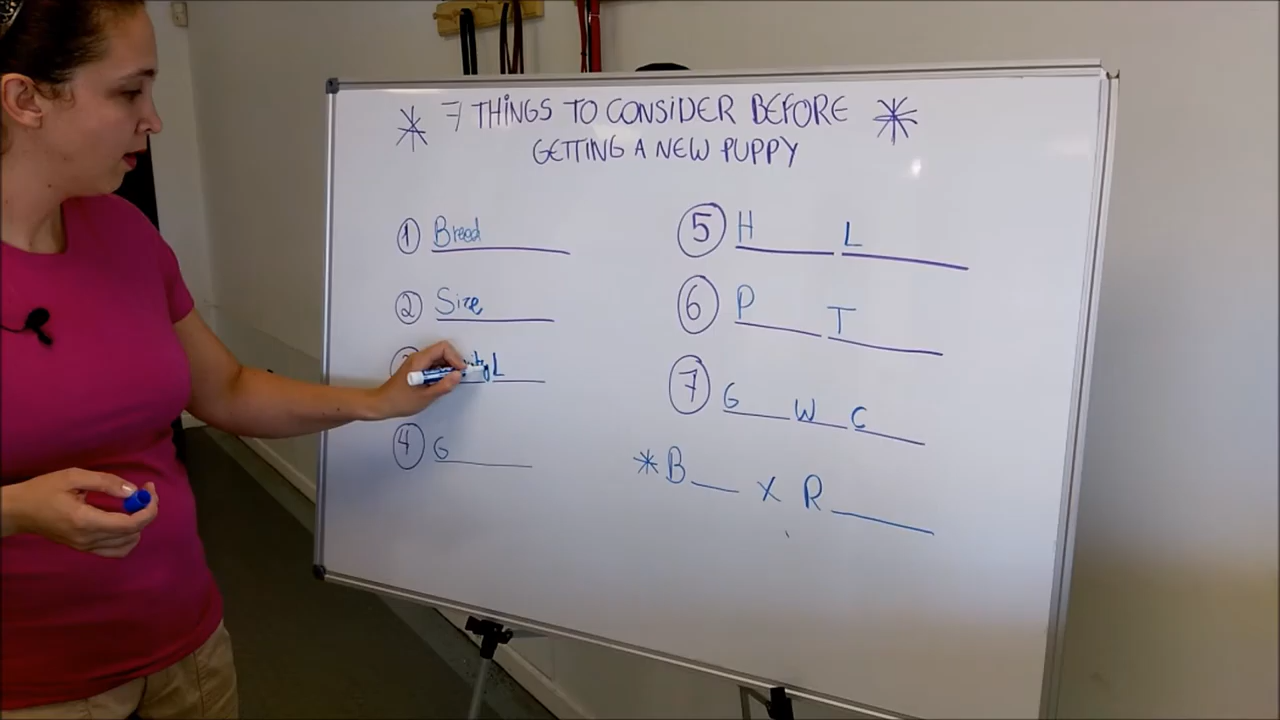 * 7 THINGS TO CONSIDER BEFORE *
GETTING A NEW PUPPY
1 Breed
2 Size
L
4 G
5 H L
6 P T
7 G W C
* B X R